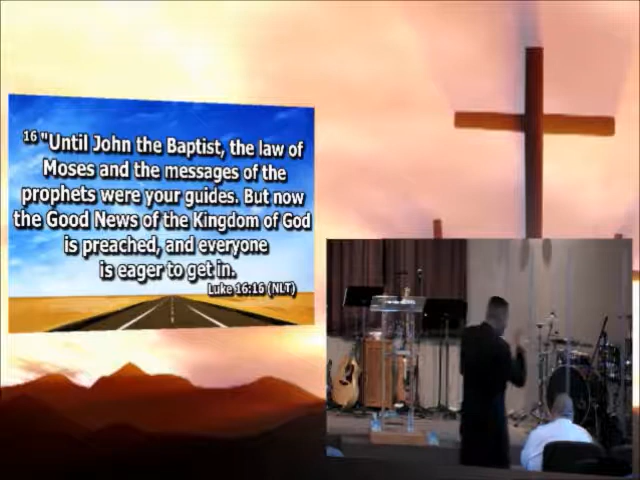 16 "Until John the Baptist, the law of
Moses and the messages of the
prophets were your guides. But now
the Good News of the Kingdom of God
is preached, and everyone
is eager to get in.
Luke 16:16 (NLT)